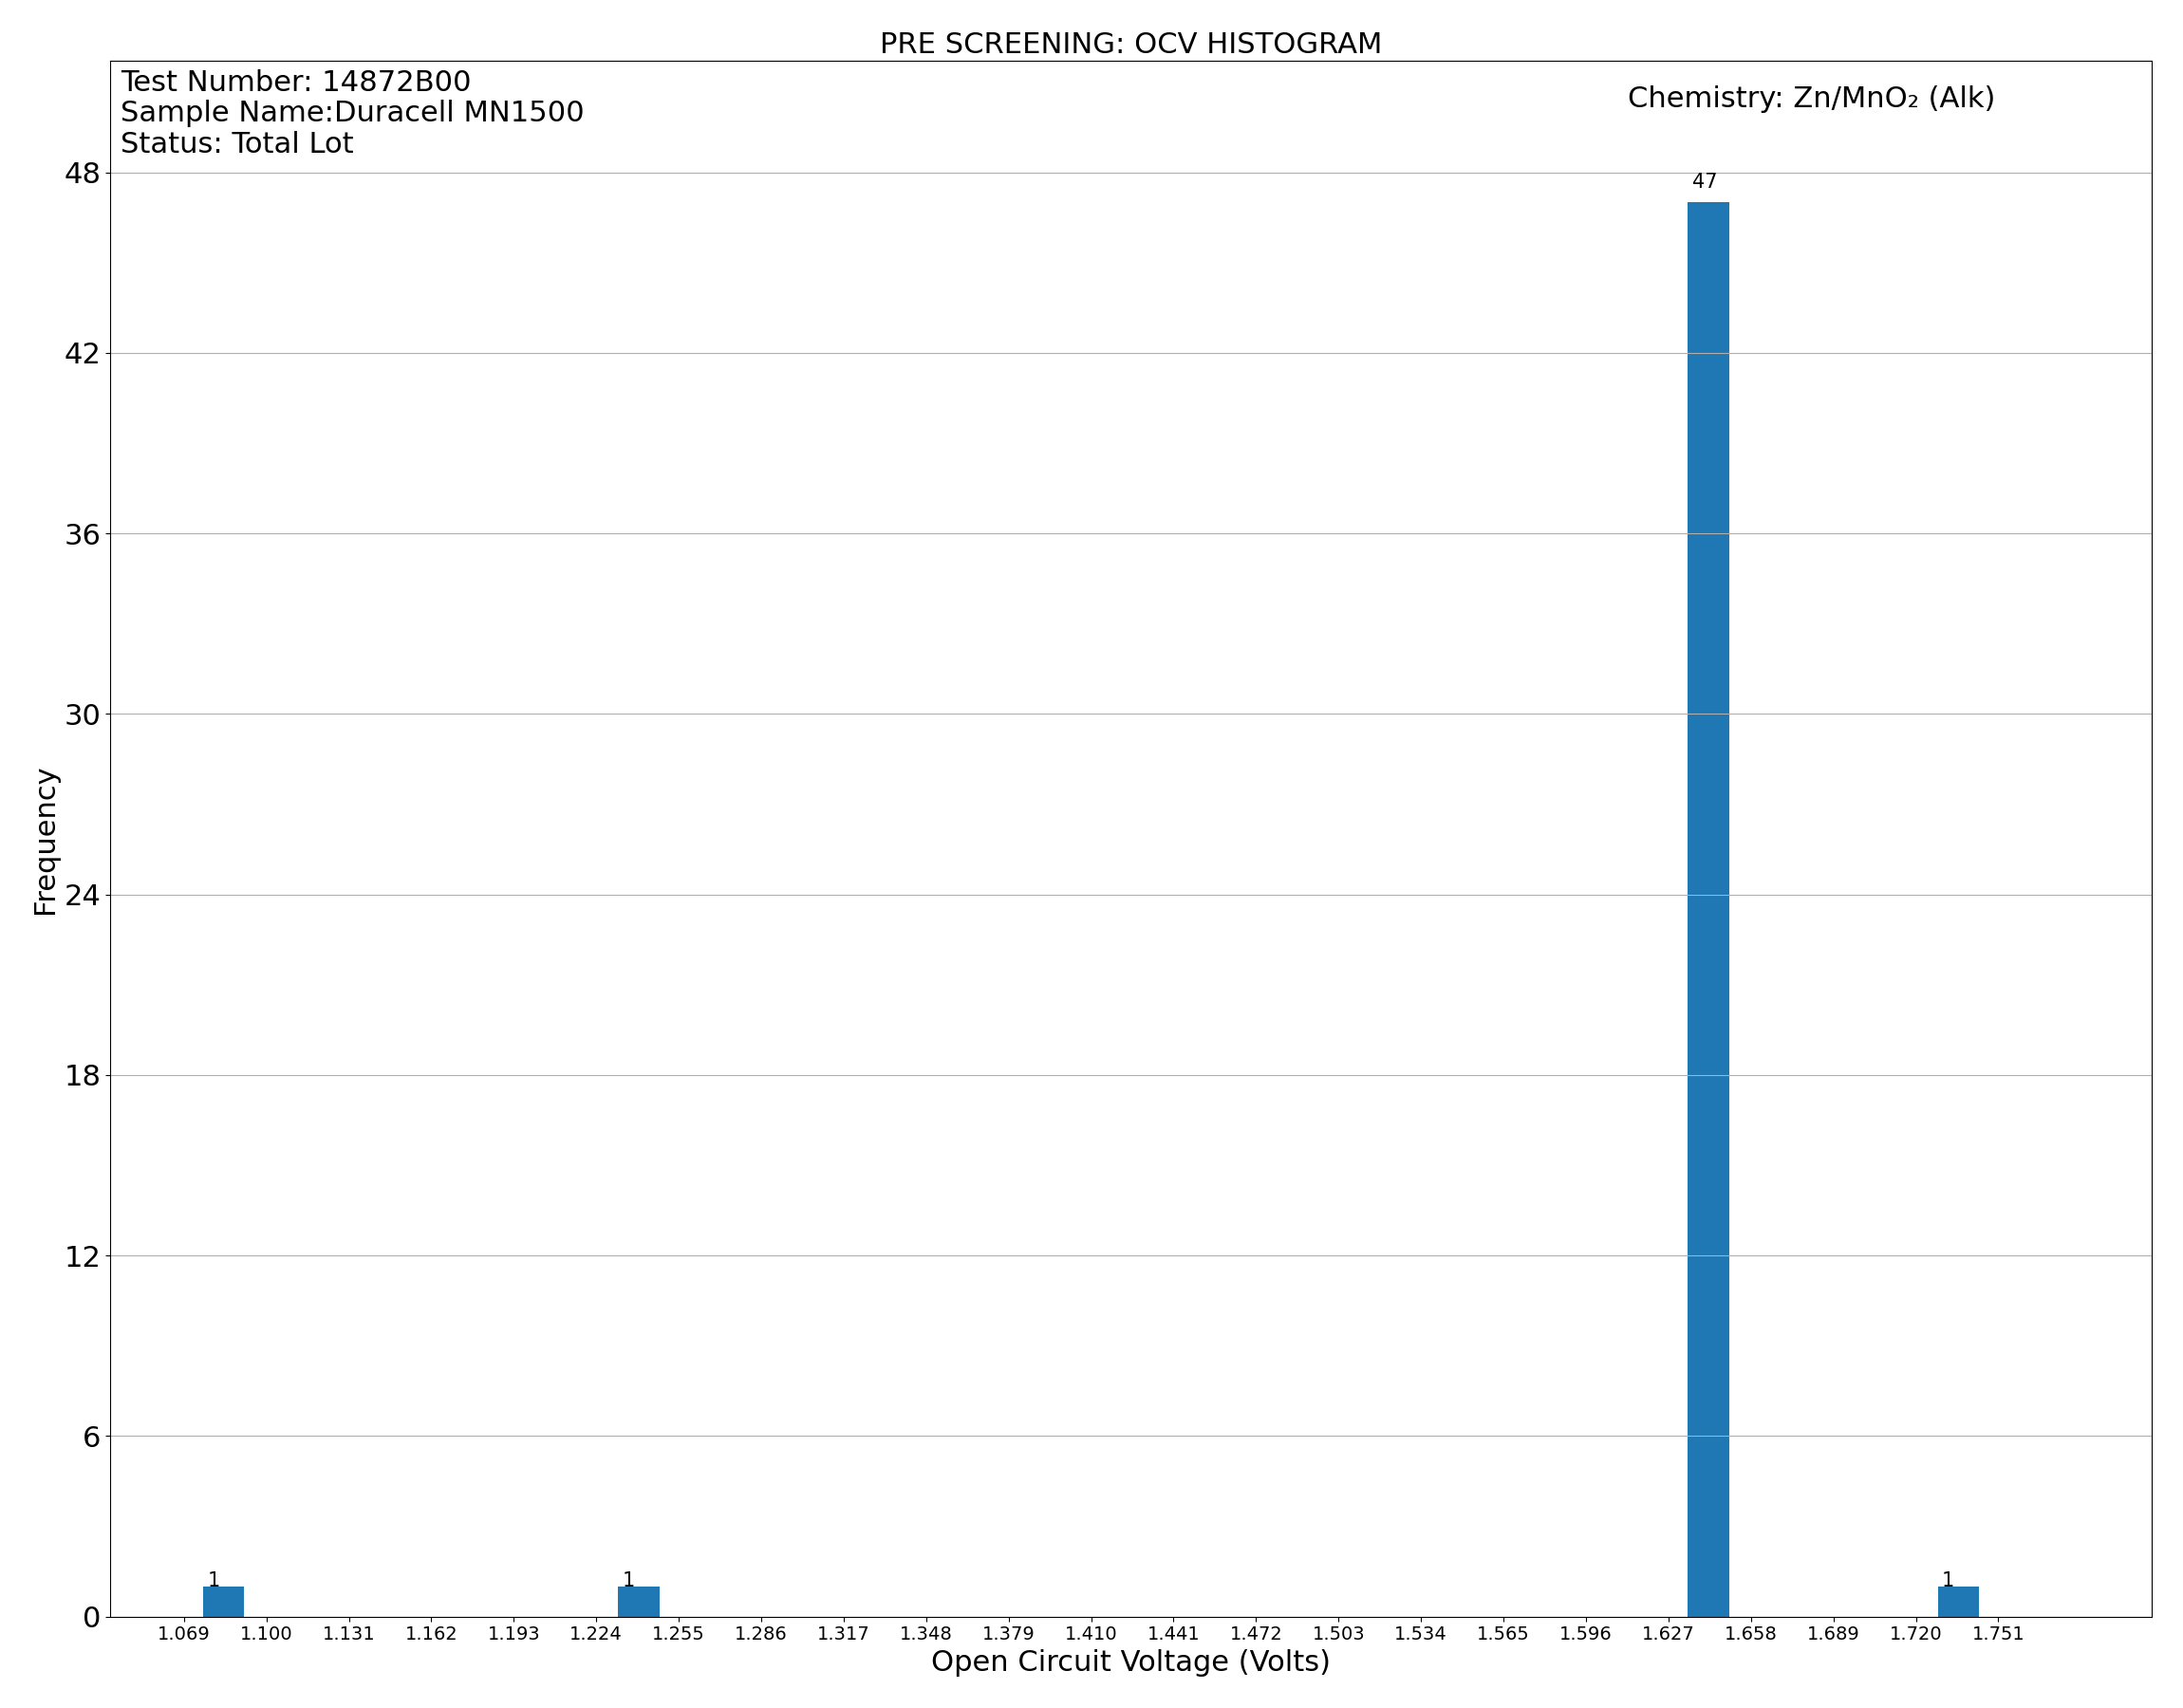 PRE SCREENING: OCV HISTOGRAM
Test Number: 14872B00
Sample Name:Duracell MN1500
Status: Total Lot
Chemistry: Zn/MnO₂ (Alk)
48
42
36
30
24
18
12
6
0
Frequency
47
1
1
1
1.069 1.100 1.131 1.162 1.193 1.224 1.255 1.286 1.317 1.348 1.379 1.410 1.441 1.472 1.503 1.534 1.565 1.596 1.627 1.658 1.689 1.720 1.751
Open Circuit Voltage (Volts)